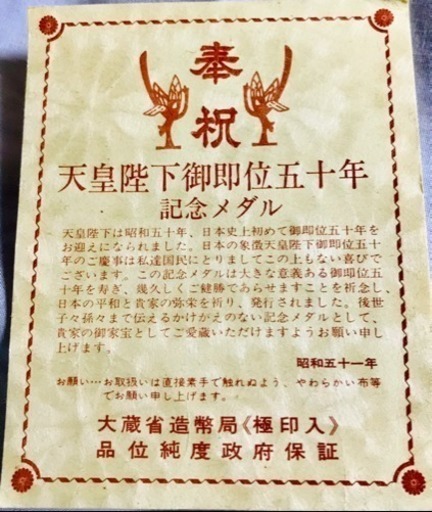 奉
祝
天皇陛下御即位五十年
記念メダル
天皇陛下は昭和五十年、日本史上初めて御即位五十年を
お迎えになられました。日本の象徴天皇陛下御即位五十
年のご慶事は私達国民にとりましてこの上もない喜びで
ございます。この記念メダルは大きな意義ある御即位五
十年を寿ぎ、幾久しくご健勝であらせますことを祈念し、
日本の平和と貴家の弥栄を祈り、発行されました。後世
子々孫々まで伝えるかけがえのない記念メダルとして、
貴家の御家宝としてご愛蔵いただけますようお願い申し
上げます。
昭和五十一年
お願い…お取扱いは直接素手で触れぬよう、やわらかい布等
でお願い申し上げます。
大蔵省造幣局《極印入》
品位純度政府保証